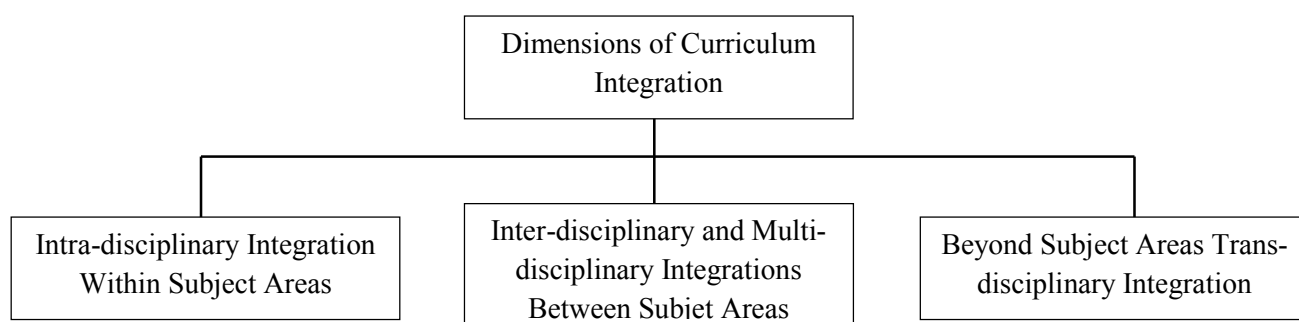 Dimensions of Curriculum
Integration
Intra-disciplinary Integration
Within Subject Areas
Inter-disciplinary and Multi-
disciplinary Integrations
Between Subjet Areas
Beyond Subject Areas Trans-
disciplinary Integration